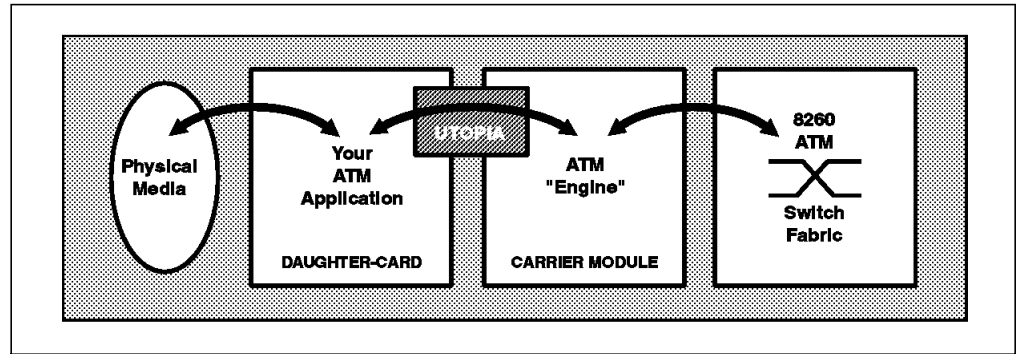 Physical
Media
Your
ATM
Application
DAUGHTER-CARD
UTOPIA
ATM
"Engine"
CARRIER MODULE
8260
ATM
Switch
Fabric